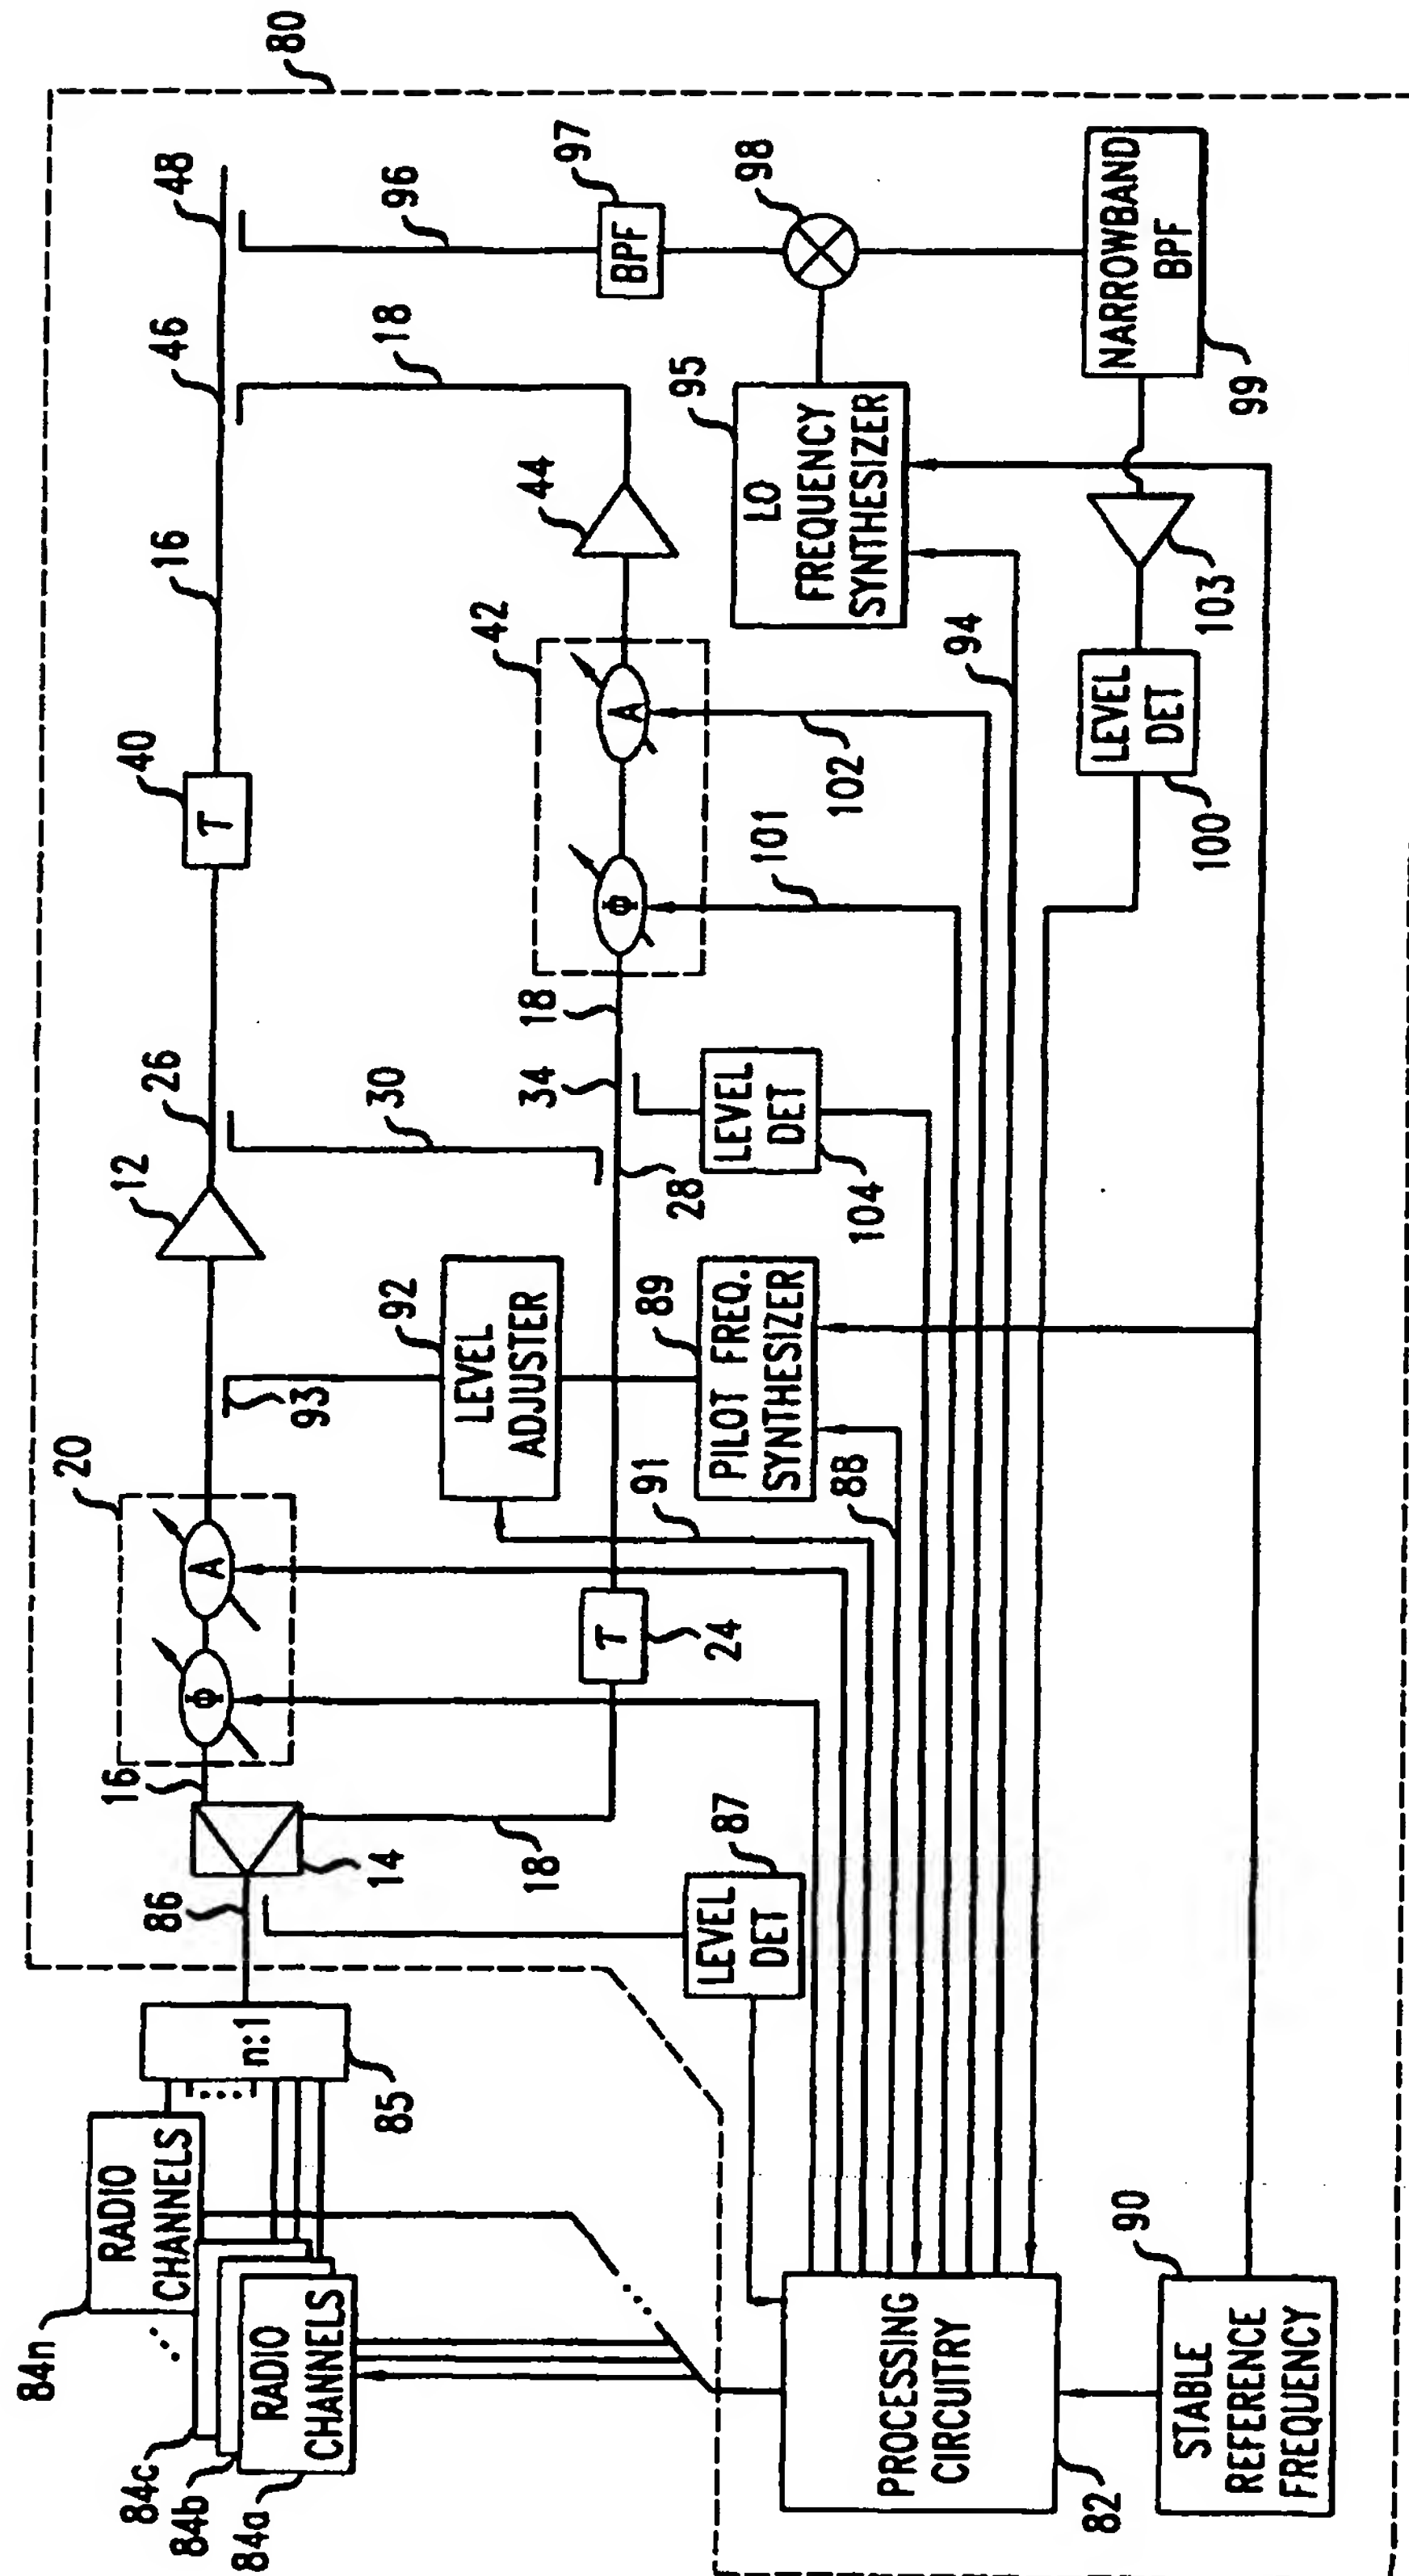 80
84n
RADIO
CHANNELS
84c
84b
84a
RADIO
CHANNELS
n:1
85
86
14
16
20
Φ
A
93
12
26
30
40
τ
16
46
48
96
BPF
97
98
NARROWBAND
BPF
99
18
44
42
Φ
A
101
102
18
34
28
LEVEL
DET
104
LEVEL
ADJUSTER
92
PILOT FREQ.
SYNTHESIZER
89
91
88
τ
24
18
LEVEL
DET
87
LO
FREQUENCY
SYNTHESIZER
95
94
103
LEVEL
DET
100
PROCESSING
CIRCUITRY
82
STABLE
REFERENCE
FREQUENCY
90